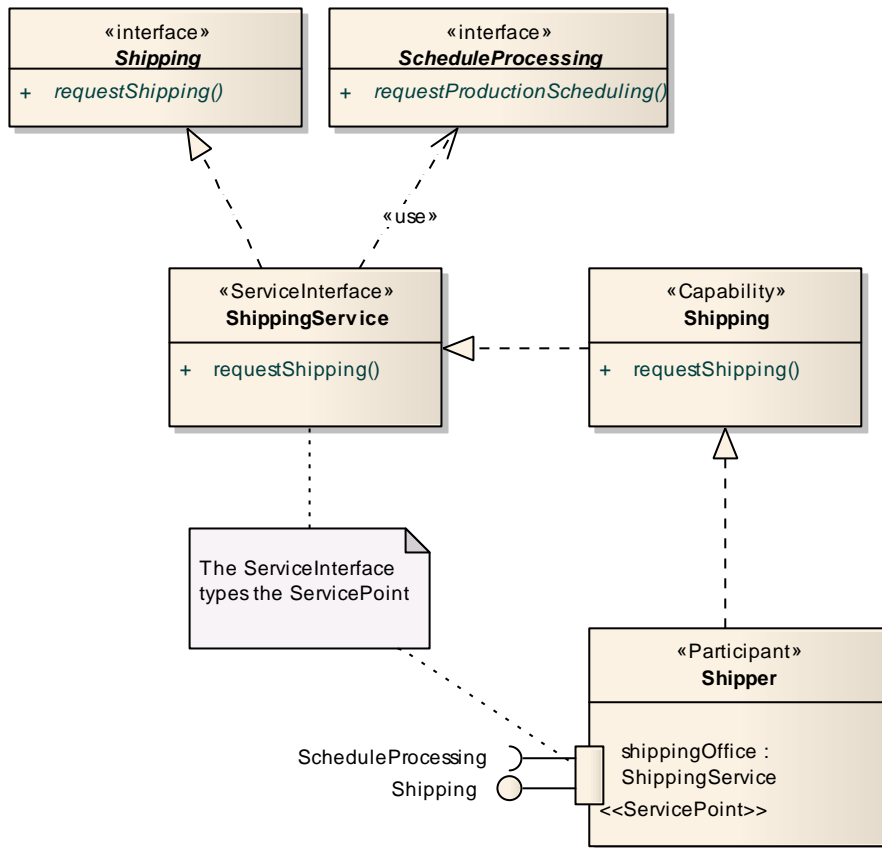 «interface»
Shipping
+ requestShipping()
«interface»
ScheduleProcessing
+ requestProductionScheduling()
«use»
«ServiceInterface»
ShippingService
+ requestShipping()
«Capability»
Shipping
+ requestShipping()
The ServiceInterface
types the ServicePoint
«Participant»
Shipper
ScheduleProcessing
Shipping
shippingOffice :
ShippingService
<<ServicePoint>>